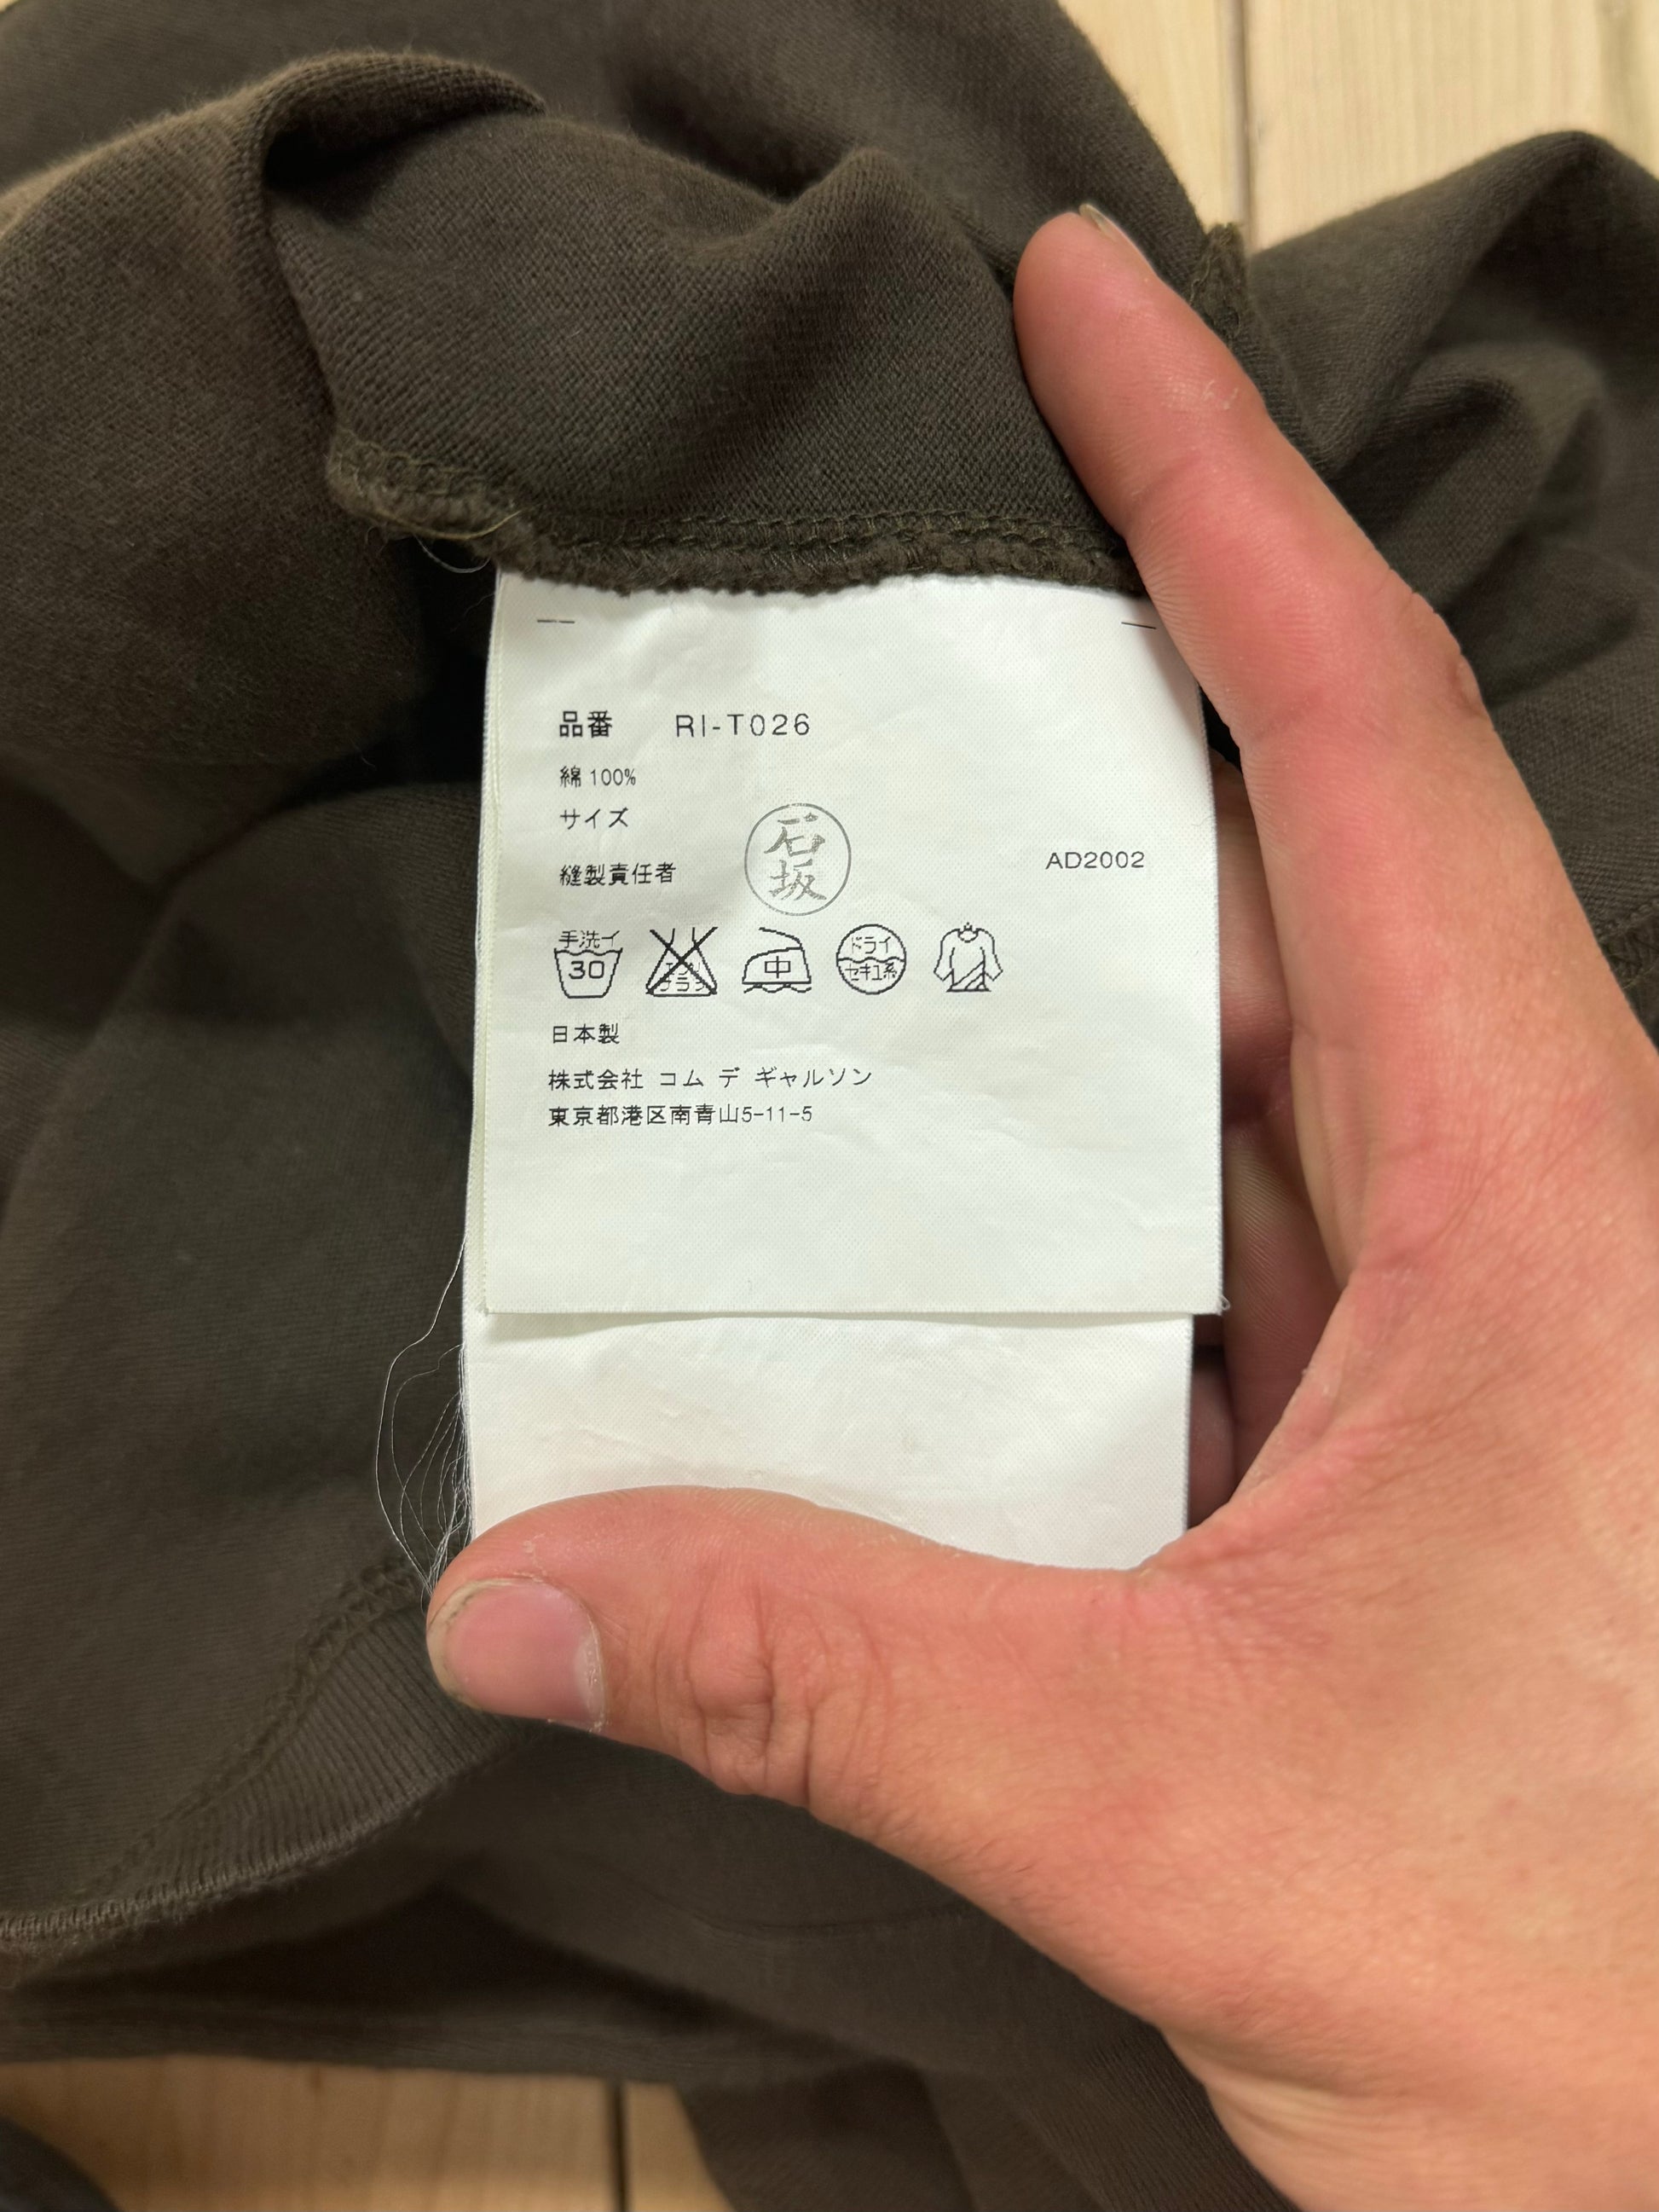 品番 RI-T026
綿 100%
サイズ
石坂
縫製責任者
AD2002
手洗イ
30
中
ドライ
セキユ系
日本製
株式会社 コム デ ギャルソン
東京都港区南青山5-11-5